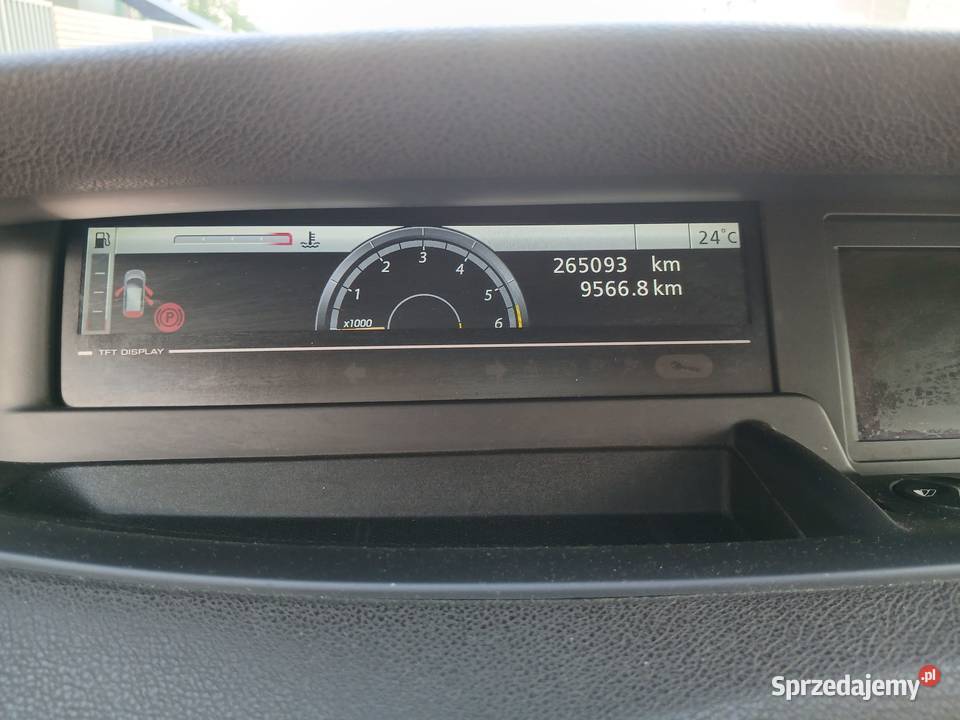 24°C
265093 km
9566.8 km
1 2 3 4 5 6
x1000
P
TFT DISPLAY
Sprzedajemy.pl